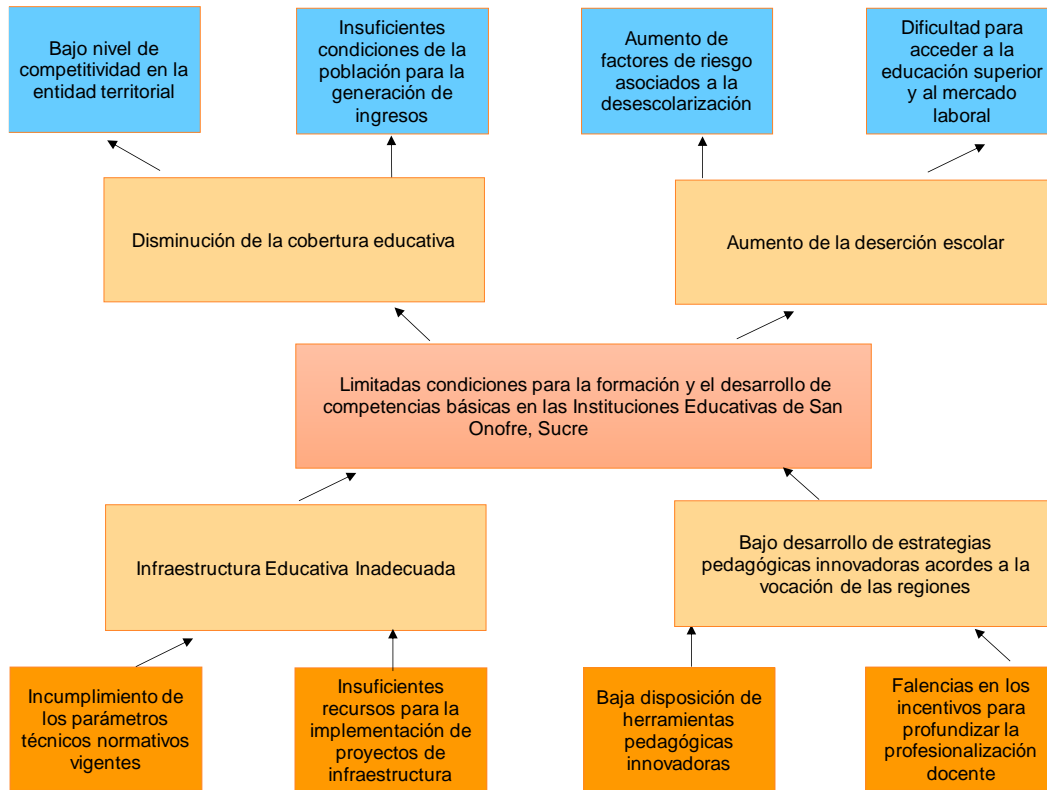 Bajo nivel de
competitividad en la
entidad territorial
Insuficientes
condiciones de la
población para la
generación de
ingresos
Aumento de
factores de riesgo
asociados a la
desescolarización
Dificultad para
acceder a la
educación superior
y al mercado
laboral
Disminución de la cobertura educativa
Aumento de la deserción escolar
Limitadas condiciones para la formación y el desarrollo de
competencias básicas en las Instituciones Educativas de San
Onofre, Sucre
Infraestructura Educativa Inadecuada
Bajo desarrollo de estrategias
pedagógicas innovadoras acordes a la
vocación de las regiones
Incumplimiento de
los parámetros
técnicos normativos
vigentes
Insuficientes
recursos para la
implementación de
proyectos de
infraestructura
Baja disposición de
herramientas
pedagógicas
innovadoras
Falencias en los
incentivos para
profundizar la
profesionalización
docente